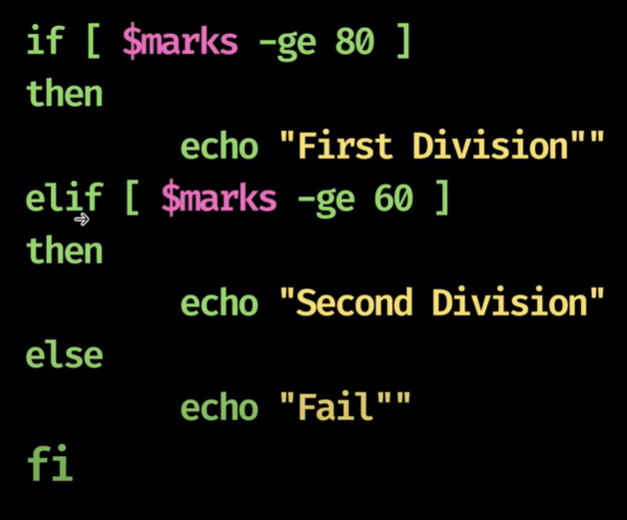 if [ $marks -ge 80 ]
then
echo "First Division""
elif [ $marks -ge 60 ]
then
echo "Second Division"
else
echo "Fail""
fi